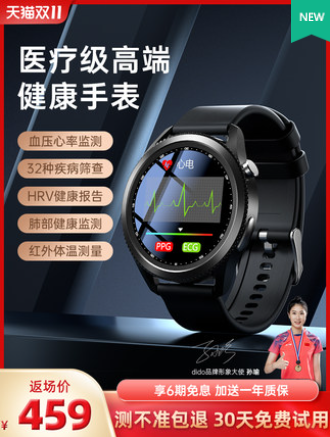 天猫双11
NEW
医疗级高端
健康手表
血压心率监测
32种疾病筛查
HRV健康报告
肺部健康监测
红外体温测量
心电
PPG
ECG
dido品牌形象大使 孙瑜
返场价
¥459
享6期免息 加送一年质保
测不准包退 30天免费试用